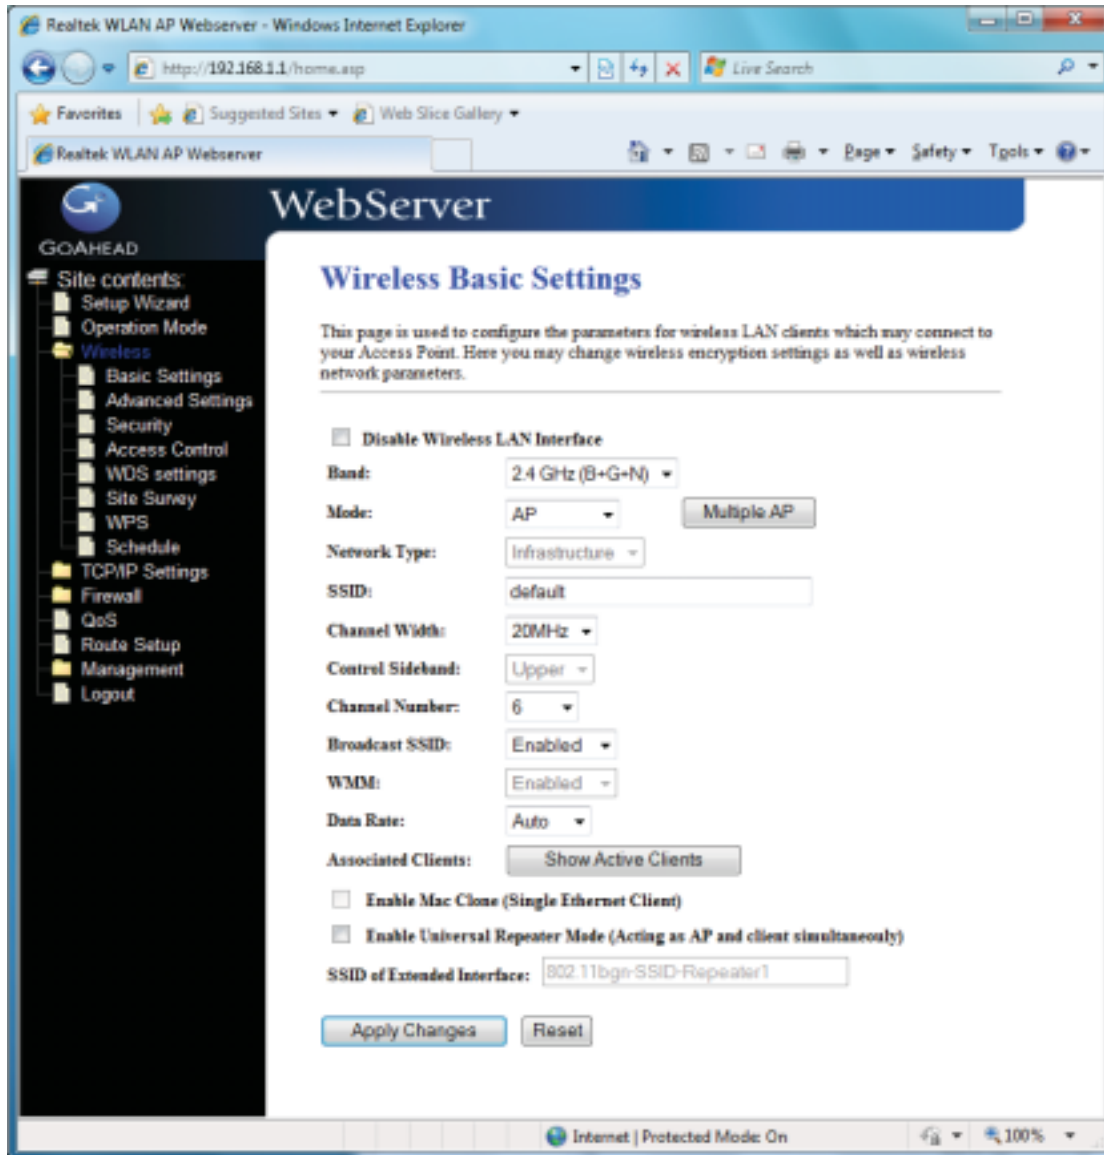 Realtek WLAN AP Webserver - Windows Internet Explorer
http://192.168.1.1/home.asp
Live Search
Favorites
Suggested Sites
Web Slice Gallery
Realtek WLAN AP Webserver
Page
Safety
Tools
GOAHEAD
WebServer
Site contents:
Setup Wizard
Operation Mode
Wireless
Basic Settings
Advanced Settings
Security
Access Control
WDS settings
Site Survey
WPS
Schedule
TCP/IP Settings
Firewall
QoS
Route Setup
Management
Logout
Wireless Basic Settings
This page is used to configure the parameters for wireless LAN clients which may connect to
your Access Point. Here you may change wireless encryption settings as well as wireless
network parameters.
Disable Wireless LAN Interface
Band: 2.4 GHz (B+G+N)
Mode: AP Multiple AP
Network Type: Infrastructure
SSID: default
Channel Width: 20MHz
Control Sideband: Upper
Channel Number: 6
Broadcast SSID: Enabled
WMM: Enabled
Data Rate: Auto
Associated Clients: Show Active Clients
Enable Mac Clone (Single Ethernet Client)
Enable Universal Repeater Mode (Acting as AP and client simultaneouly)
SSID of Extended Interface: 802.11bgn-SSID-Repeater1
Apply Changes Reset
Internet | Protected Mode: On
100%